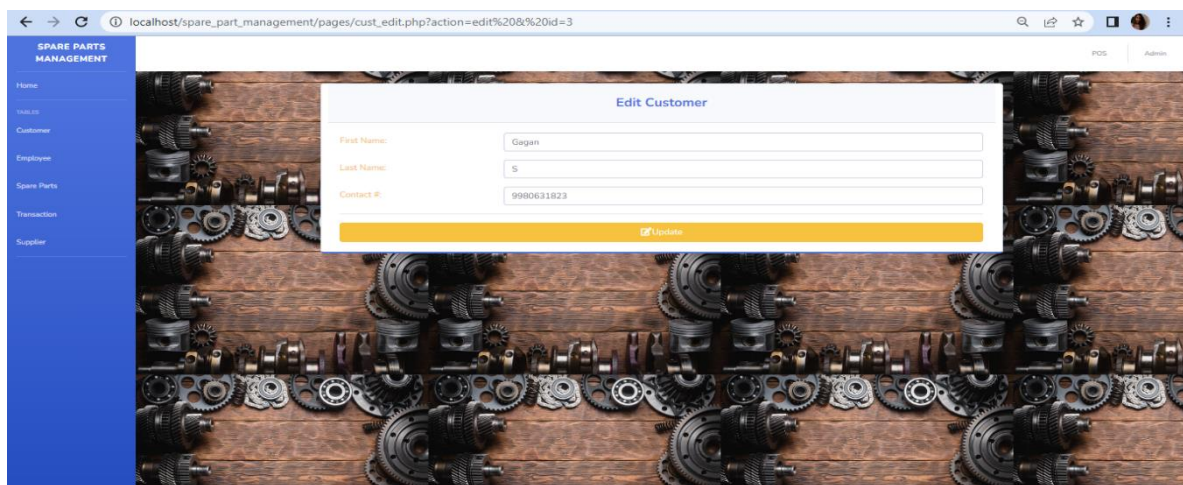 localhost/spare_part_management/pages/cust_edit.php?action=edit%20&%20id=3
SPARE PARTS
MANAGEMENT
POS
Admin
Home
TABLES
Customer
Employee
Spare Parts
Transaction
Supplier
Edit Customer
First Name:
Gagan
Last Name:
S
Contact #:
9980631823
Update